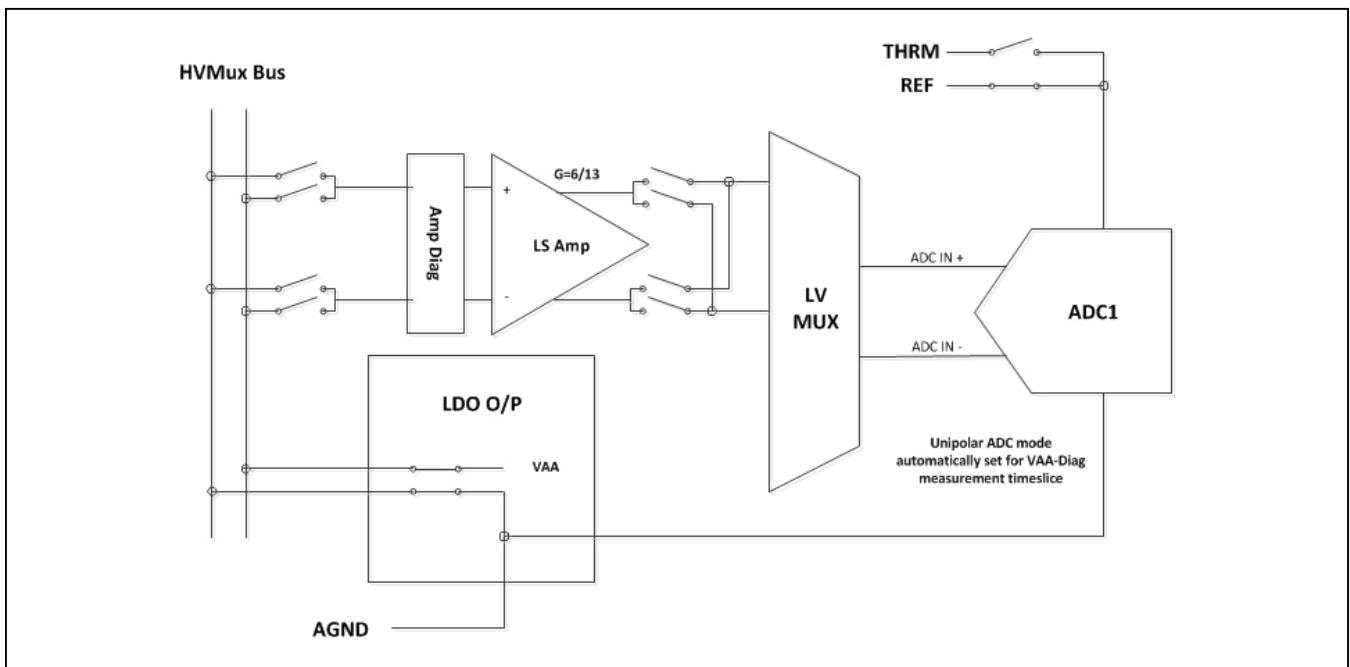 THRM
HVMux Bus
REF
G=6/13
+
Amp Diag
LS Amp
-
ADC IN +
LV
MUX
ADC1
ADC IN -
LDO O/P
VAA
Unipolar ADC mode
automatically set for VAA-Diag
measurement timeslice
AGND